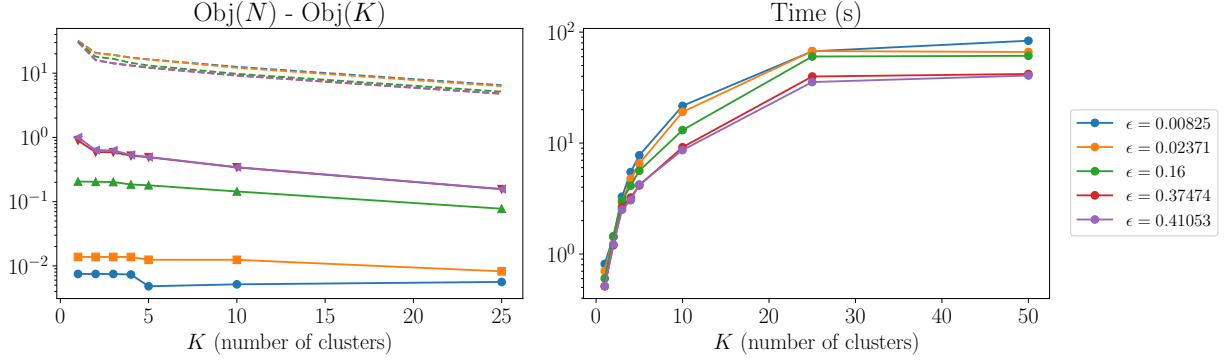 Obj(N) - Obj(K)
10^1
10^0
10^-1
10^-2
0 5 10 15 20 25
K (number of clusters)
Time (s)
10^2
10^1
10^0
0 10 20 30 40 50
K (number of clusters)
ϵ = 0.00825
ϵ = 0.02371
ϵ = 0.16
ϵ = 0.37474
ϵ = 0.41053